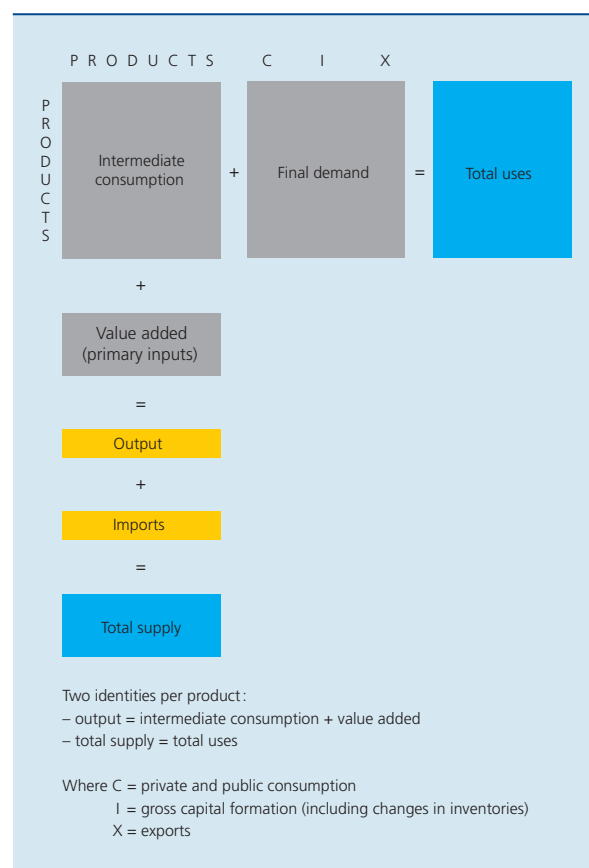 P R O D U C T S C I X
P
R
O
D
U
C
T
S
Intermediate
consumption
+
Final demand
=
Total uses
+
Value added
(primary inputs)
=
Output
+
Imports
=
Total supply
Two identities per product:
– output = intermediate consumption + value added
– total supply = total uses
Where C = private and public consumption
I = gross capital formation (including changes in inventories)
X = exports